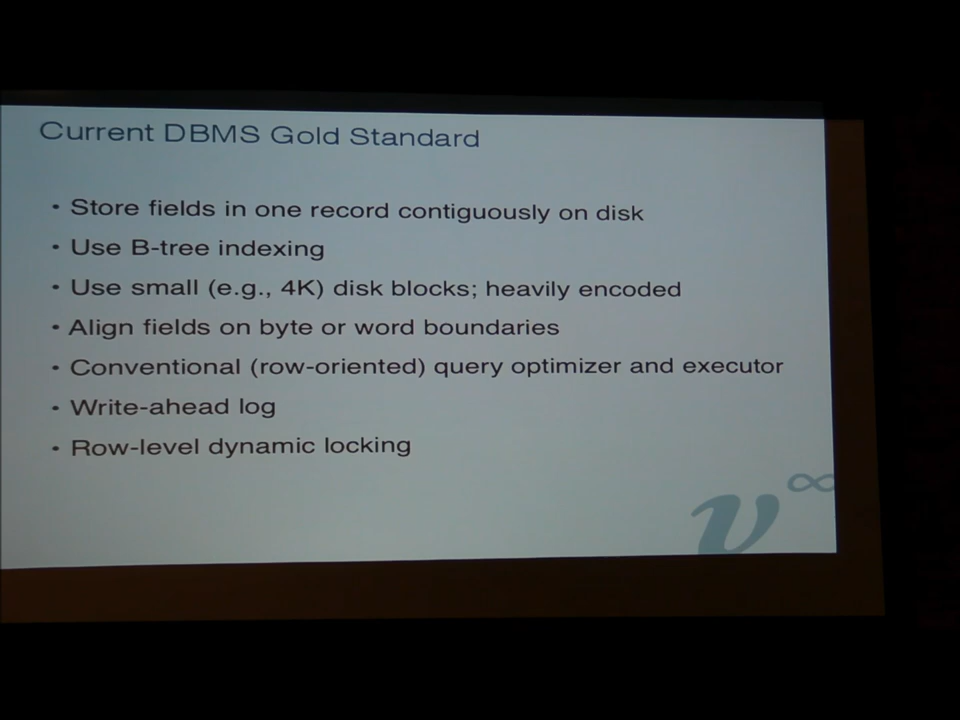 Current DBMS Gold Standard
• Store fields in one record contiguously on disk
• Use B-tree indexing
• Use small (e.g., 4K) disk blocks; heavily encoded
• Align fields on byte or word boundaries
• Conventional (row-oriented) query optimizer and executor
• Write-ahead log
• Row-level dynamic locking
v∞